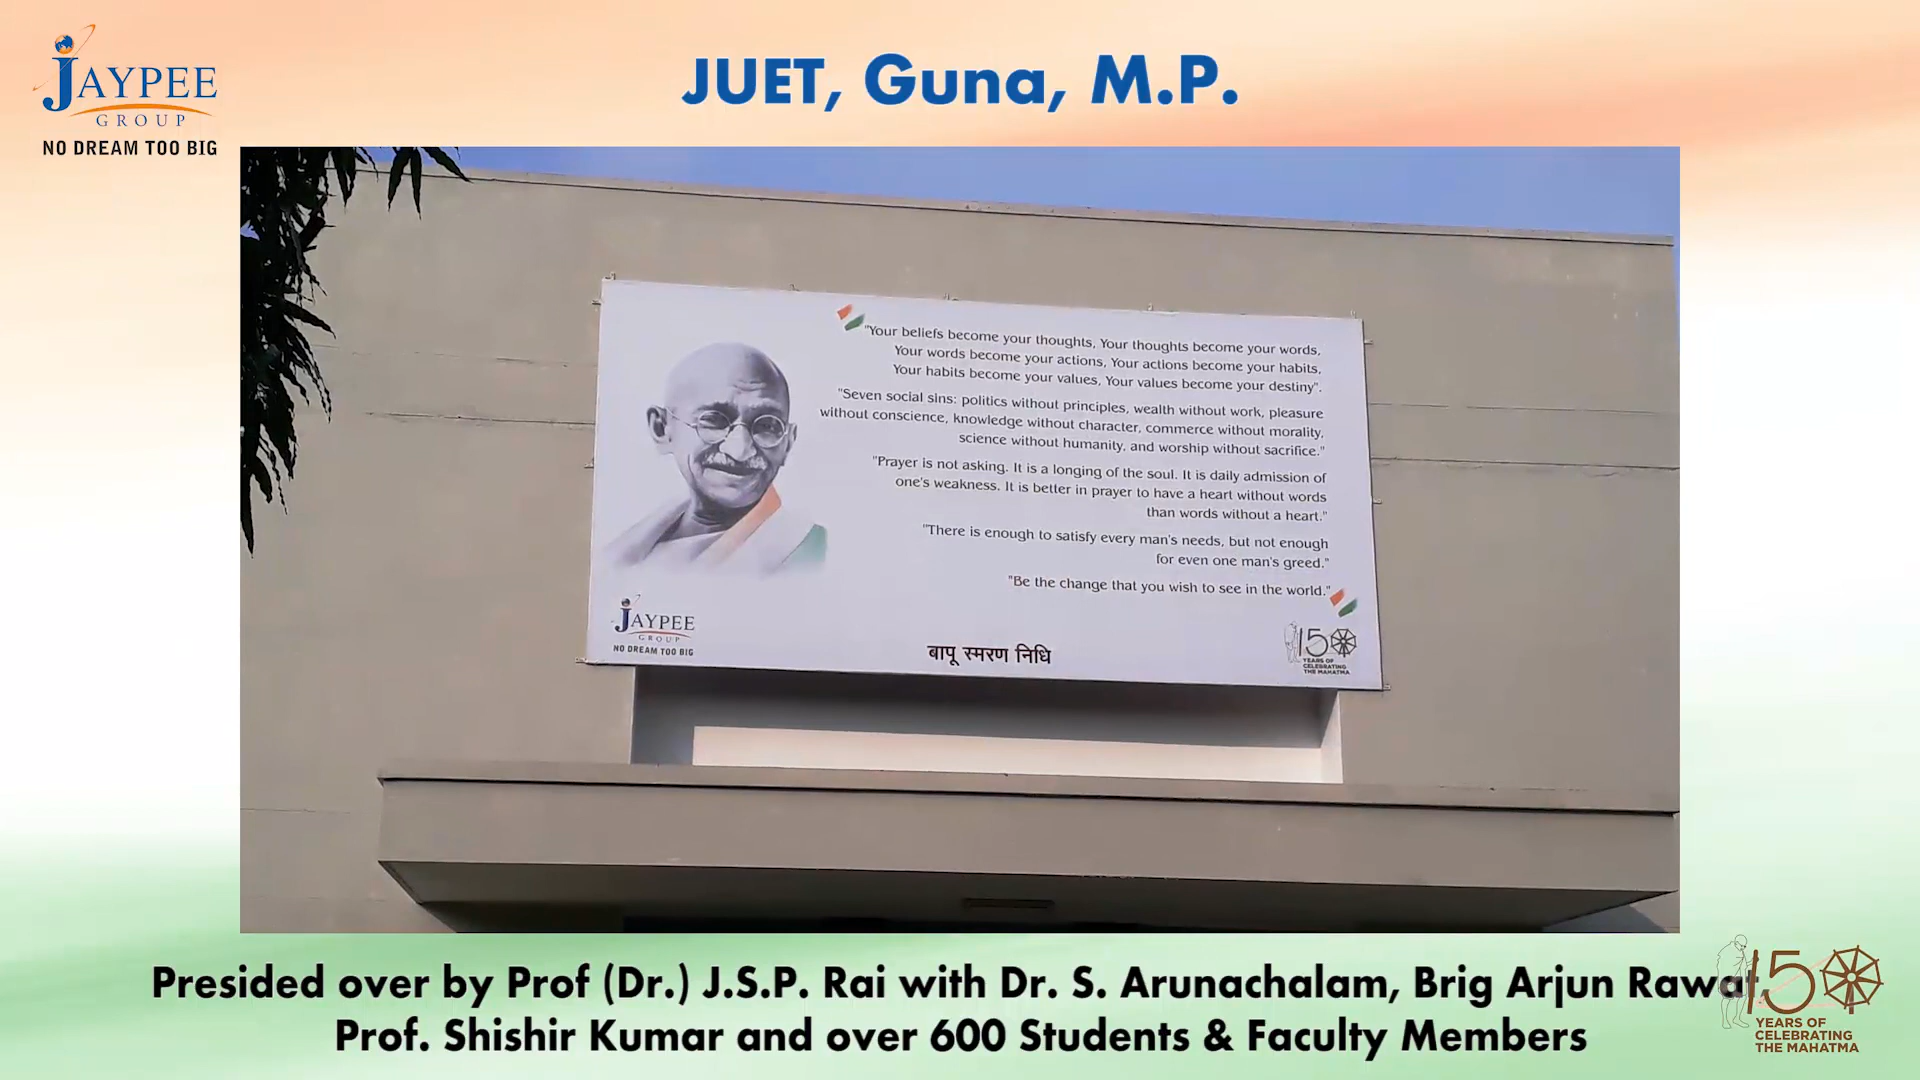 JAYPEE
GROUP
NO DREAM TOO BIG
JUET, Guna, M.P.
"Your beliefs become your thoughts, Your thoughts become your words,
Your words become your actions, Your actions become your habits,
Your habits become your values, Your values become your destiny".
"Seven social sins: politics without principles, wealth without work, pleasure
without conscience, knowledge without character, commerce without morality,
science without humanity, and worship without sacrifice."
"Prayer is not asking. It is a longing of the soul. It is daily admission of
one's weakness. It is better in prayer to have a heart without words
than words without a heart."
"There is enough to satisfy every man's needs, but not enough
for even one man's greed."
"Be the change that you wish to see in the world."
JAYPEE
GROUP
NO DREAM TOO BIG
बापू स्मरण निधि
150
YEARS OF
CELEBRATING
THE MAHATMA
Presided over by Prof (Dr.) J.S.P. Rai with Dr. S. Arunachalam, Brig Arjun Rawat,
Prof. Shishir Kumar and over 600 Students & Faculty Members
150
YEARS OF
CELEBRATING
THE MAHATMA